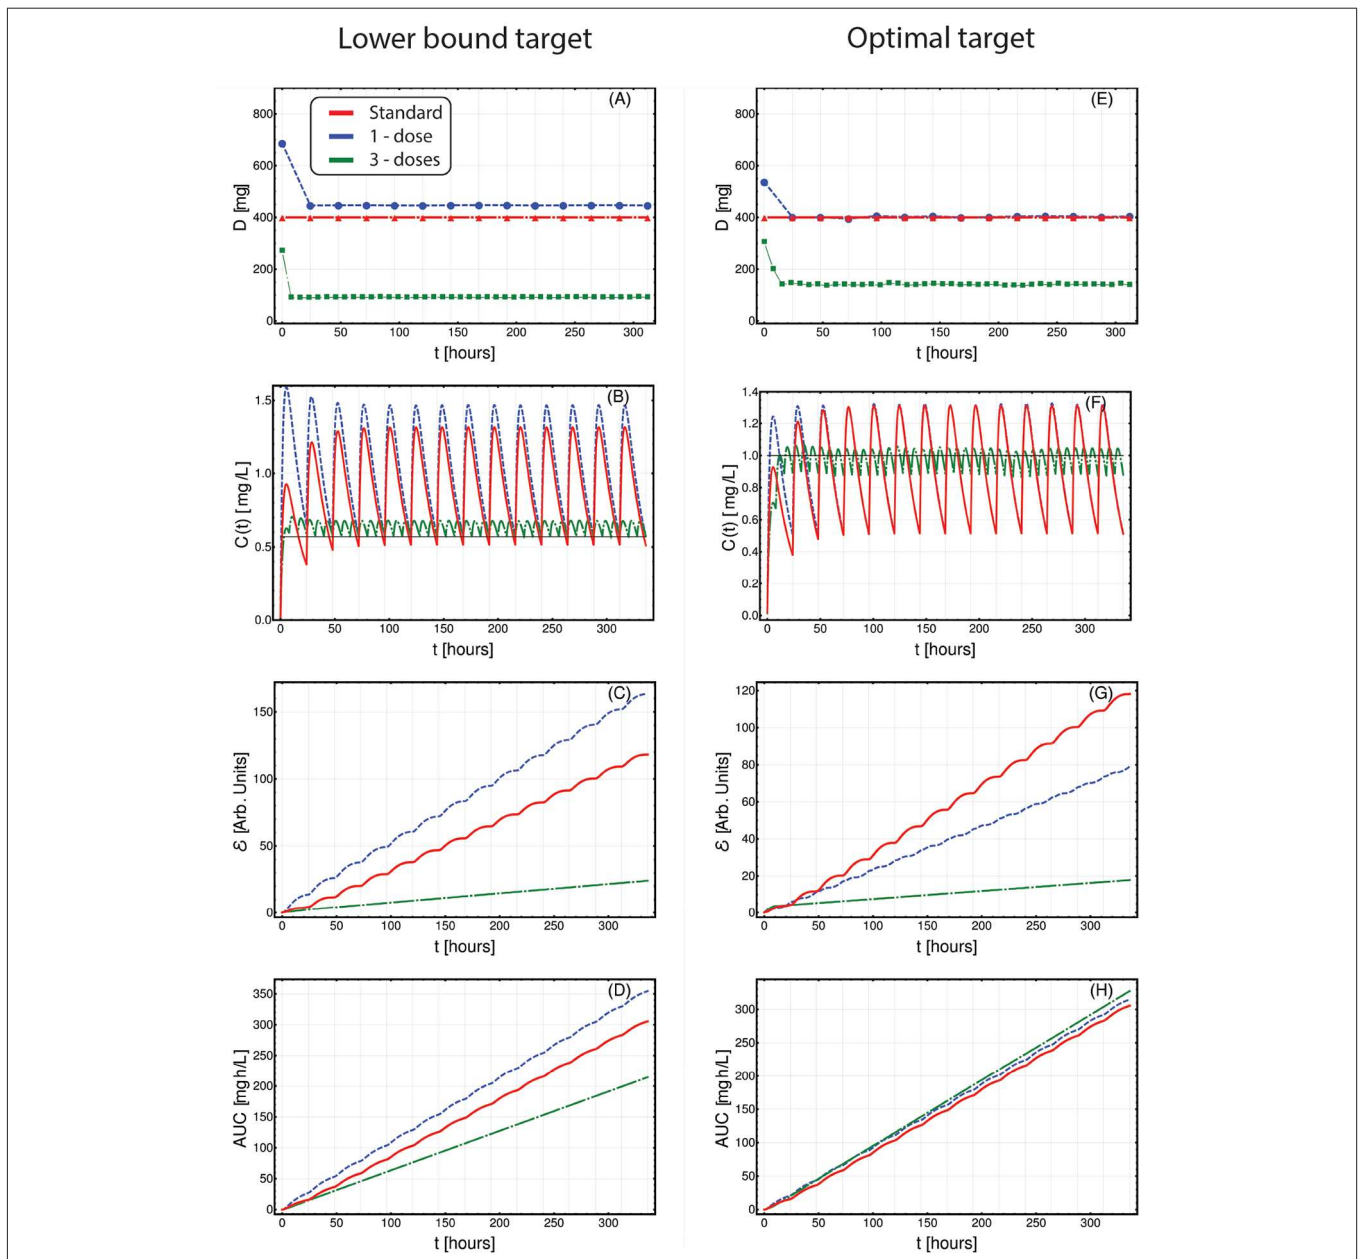 Lower bound target
Optimal target
(A)
Standard
1 - dose
3 - doses
800
600
400
200
0
D [mg]
0 50 100 150 200 250 300
t [hours]
(E)
800
600
400
200
0
D [mg]
0 50 100 150 200 250 300
t [hours]
(B)
1.5
1.0
0.5
0.0
C(t) [mg/L]
0 50 100 150 200 250 300
t [hours]
(F)
1.4
1.2
1.0
0.8
0.6
0.4
0.2
0.0
C(t) [mg/L]
0 50 100 150 200 250 300
t [hours]
(C)
150
100
50
0
ℰ [Arb. Units]
0 50 100 150 200 250 300
t [hours]
(G)
120
100
80
60
40
20
0
ℰ [Arb. Units]
0 50 100 150 200 250 300
t [hours]
(D)
350
300
250
200
150
100
50
0
AUC [mg h/L]
0 50 100 150 200 250 300
t [hours]
(H)
300
250
200
150
100
50
0
AUC [mg h/L]
0 50 100 150 200 250 300
t [hours]